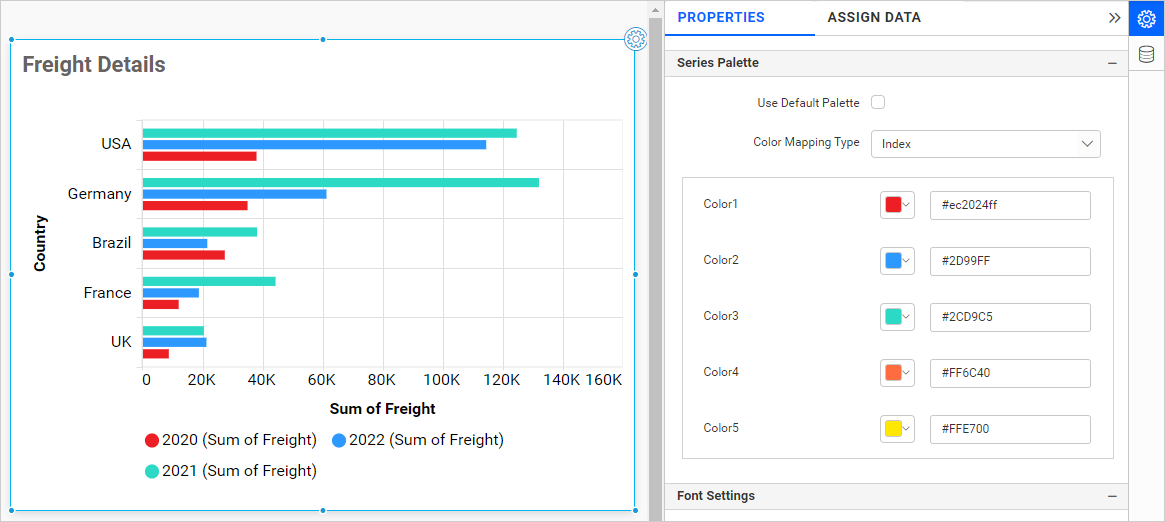 Freight Details
USA
Germany
Brazil
France
UK
Country
0 20K 40K 60K 80K 100K 120K 140K 160K
Sum of Freight
2020 (Sum of Freight) 2022 (Sum of Freight)
2021 (Sum of Freight)
PROPERTIES ASSIGN DATA
Series Palette
Use Default Palette
Color Mapping Type Index
Color1 #ec2024ff
Color2 #2D99FF
Color3 #2CD9C5
Color4 #FF6C40
Color5 #FFE700
Font Settings